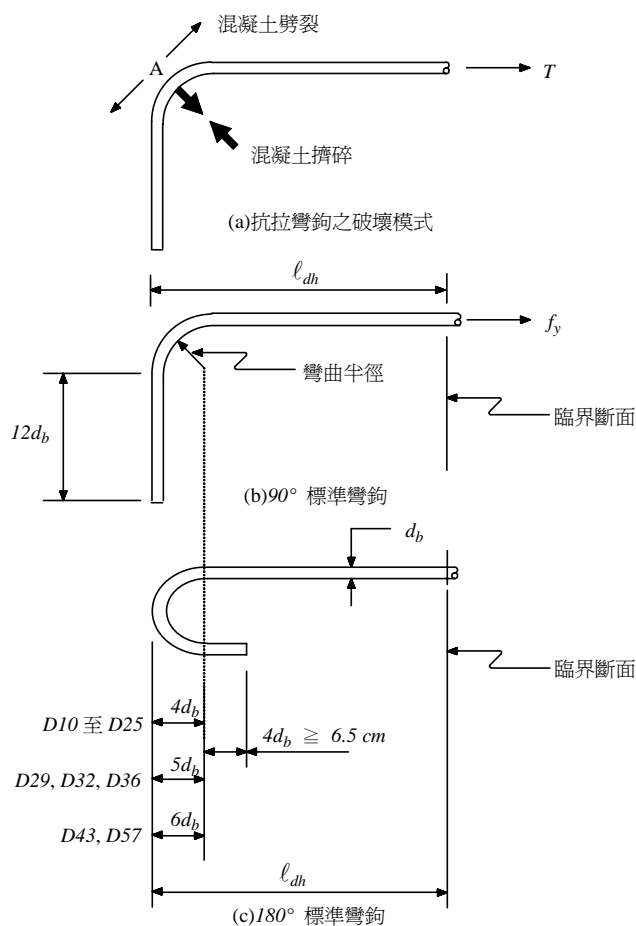 混凝土劈裂
A
T
混凝土擠碎
(a)抗拉彎鉤之破壞模式
ℓdh
fy
彎曲半徑
臨界斷面
12db
(b)90° 標準彎鉤
db
臨界斷面
D10 至 D25
4db
4db ≧ 6.5 cm
D29, D32, D36
5db
D43, D57
6db
ℓdh
(c)180° 標準彎鉤